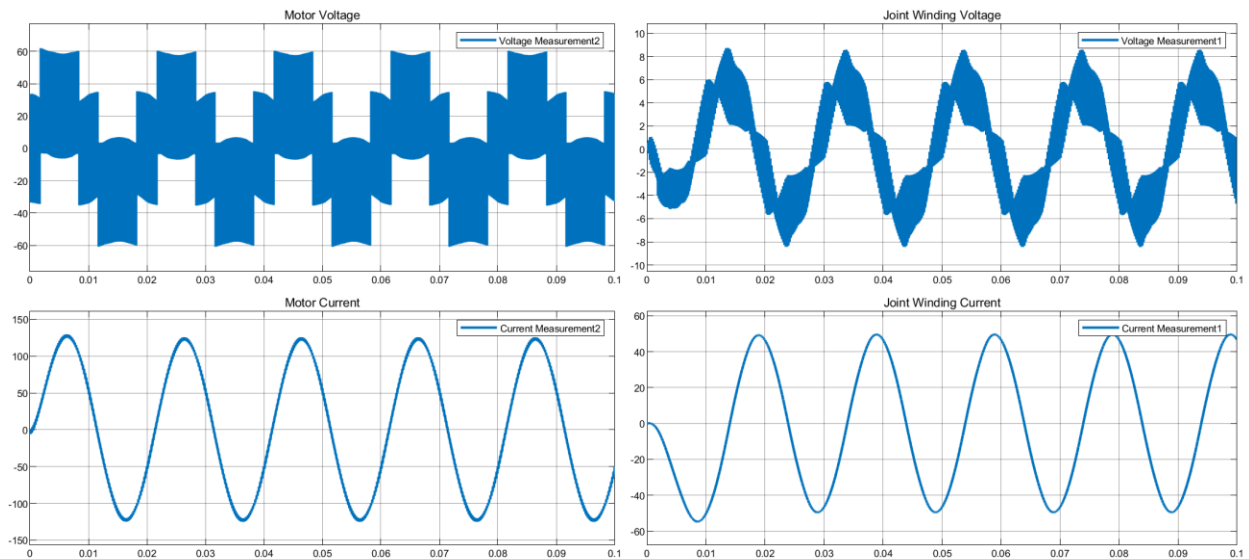 Motor Voltage
Voltage Measurement2
60
40
20
0
-20
-40
-60
0 0.01 0.02 0.03 0.04 0.05 0.06 0.07 0.08 0.09 0.1
Joint Winding Voltage
Voltage Measurement1
10
8
6
4
2
0
-2
-4
-6
-8
-10
0 0.01 0.02 0.03 0.04 0.05 0.06 0.07 0.08 0.09 0.1
Motor Current
Current Measurement2
150
100
50
0
-50
-100
-150
0 0.01 0.02 0.03 0.04 0.05 0.06 0.07 0.08 0.09 0.1
Joint Winding Current
Current Measurement1
60
40
20
0
-20
-40
-60
0 0.01 0.02 0.03 0.04 0.05 0.06 0.07 0.08 0.09 0.1